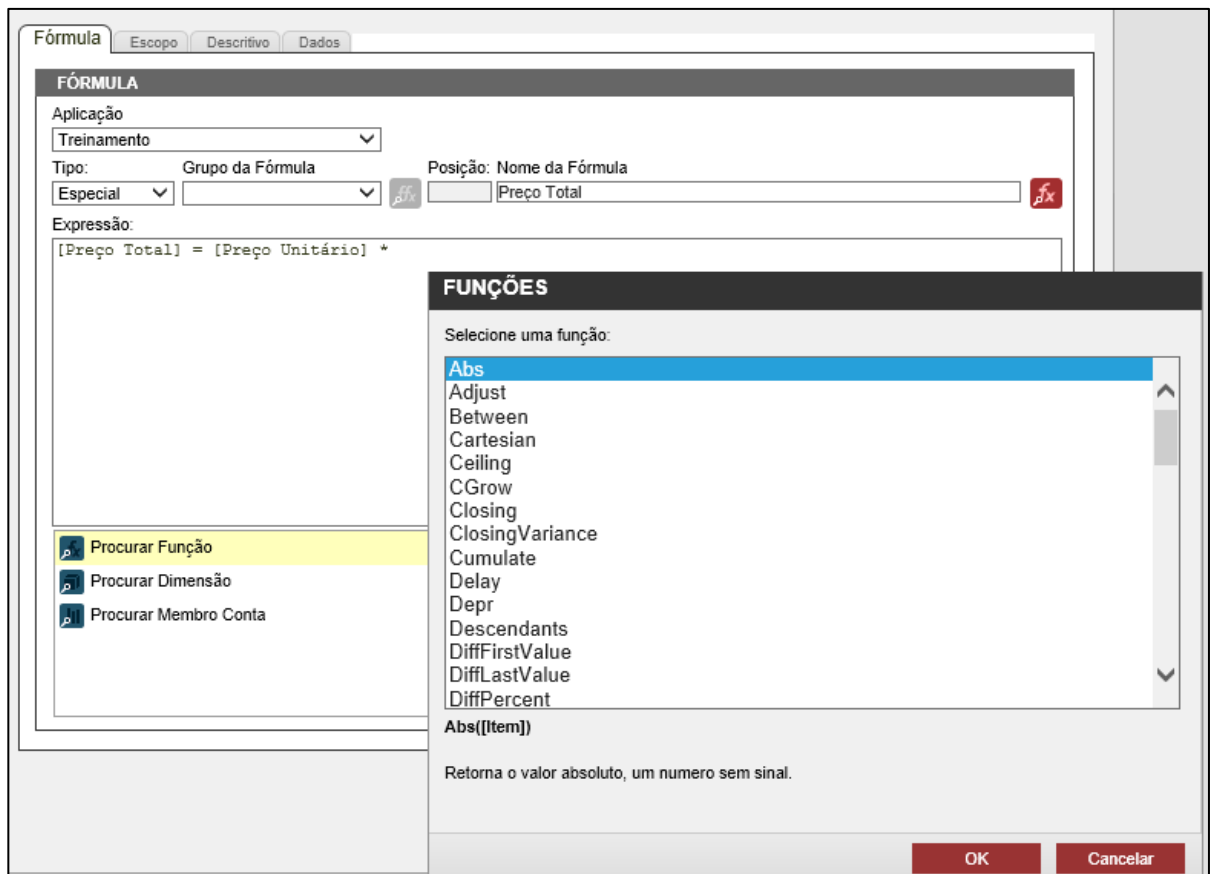 Fórmula Escopo Descritivo Dados
FÓRMULA
Aplicação
Treinamento
Tipo: Grupo da Fórmula Posição: Nome da Fórmula
Especial Preço Total
Expressão:
[Preço Total] = [Preço Unitário] *
Procurar Função
Procurar Dimensão
Procurar Membro Conta
FUNÇÕES
Selecione uma função:
Abs
Adjust
Between
Cartesian
Ceiling
CGrow
Closing
ClosingVariance
Cumulate
Delay
Depr
Descendants
DiffFirstValue
DiffLastValue
DiffPercent
Abs([Item])
Retorna o valor absoluto, um numero sem sinal.
OK Cancelar